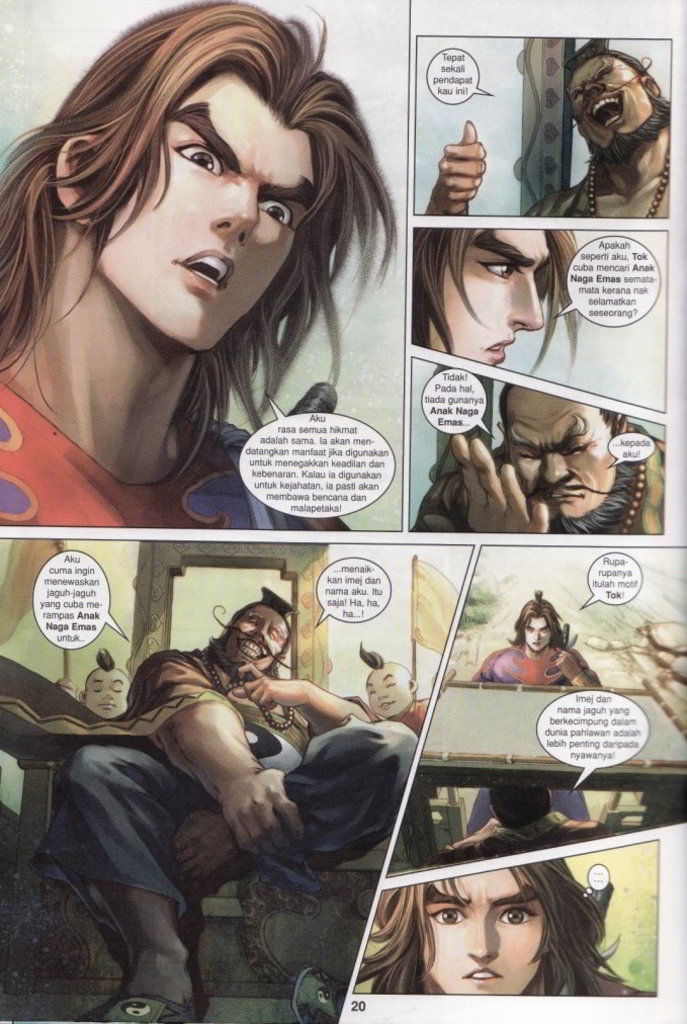 Aku
rasa semua hikmat
adalah sama. Ia akan men-
datangkan manfaat jika digunakan
untuk menegakkan keadilan dan
kebenaran. Kalau ia digunakan
untuk kejahatan, ia pasti akan
membawa bencana dan
malapetaka!
Tepat
sekali
pendapat
kau ini!
Apakah
seperti aku, Tok
cuba mencari Anak
Naga Emas semata-
mata kerana nak
selamatkan
seseorang?
Tidak!
Pada hal,
tiada gunanya
Anak Naga
Emas...
...kepada
aku!
Aku
cuma ingin
menewaskan
jaguh-jaguh
yang cuba me-
rampas Anak
Naga Emas
untuk..
...menaik-
kan imej dan
nama aku. Itu
saja! Ha, ha,
ha...!
Rupa-
rupanya
itulah motif
Tok!
Imej dan
nama jaguh yang
berkecimpung dalam
dunia pahlawan adalah
lebih penting daripada
nyawanya!
...
...
20